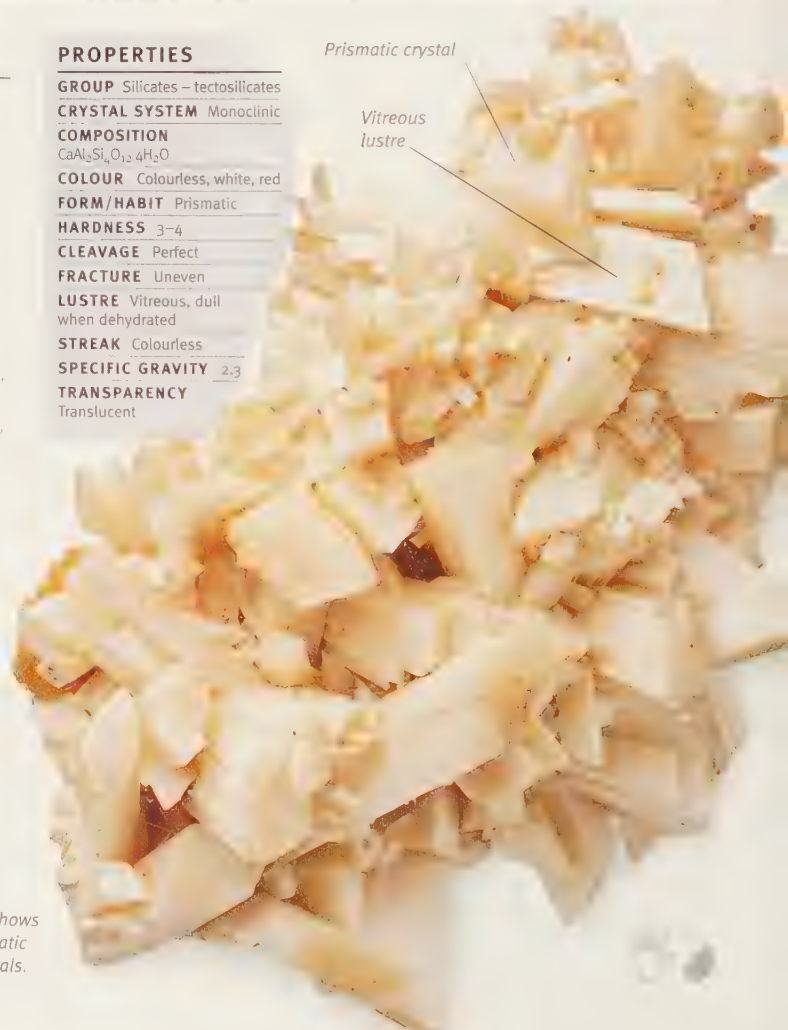 PROPERTIES
GROUP Silicates – tectosilicates
CRYSTAL SYSTEM Monoclinic
COMPOSITION
CaAl₂Si₄O₁₂.4H₂O
COLOUR Colourless, white, red
FORM/HABIT Prismatic
HARDNESS 3–4
CLEAVAGE Perfect
FRACTURE Uneven
LUSTRE Vitreous, dull
when dehydrated
STREAK Colourless
SPECIFIC GRAVITY 2.3
TRANSPARENCY
Translucent
Prismatic crystal
Vitreous
lustre
hows
atic
als.